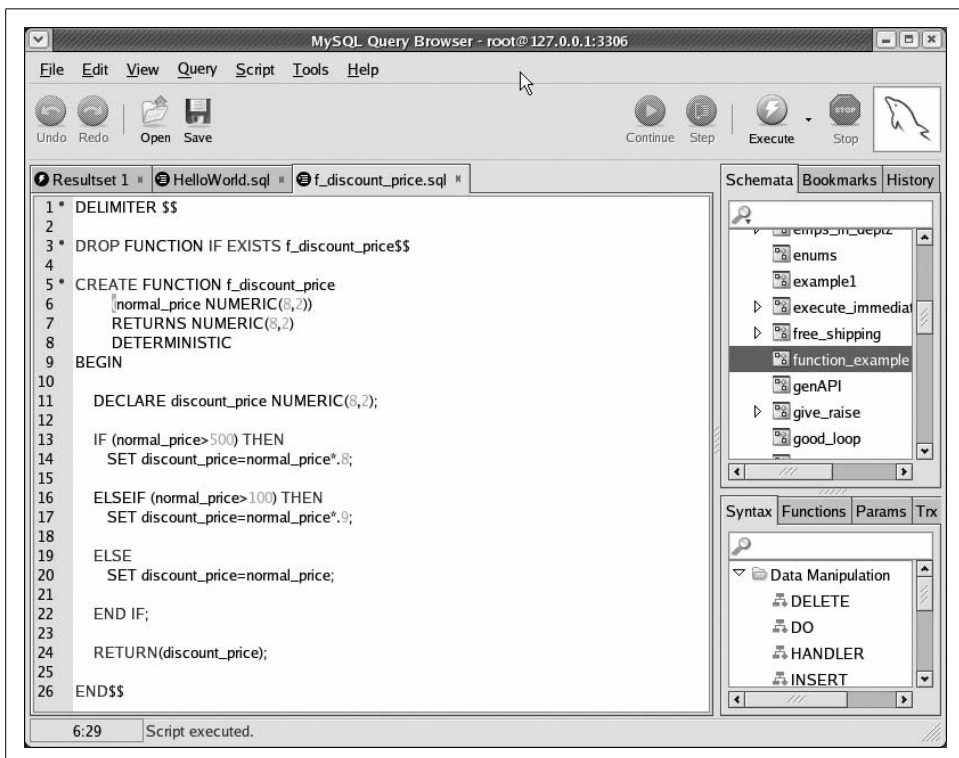 MySQL Query Browser - root@127.0.0.1:3306
File Edit View Query Script Tools Help
Undo Redo Open Save Continue Step Execute Stop
Resultset 1 HelloWorld.sql f_discount_price.sql
1 * DELIMITER $$
2
3 * DROP FUNCTION IF EXISTS f_discount_price$$
4
5 * CREATE FUNCTION f_discount_price
6 (normal_price NUMERIC(8,2))
7 RETURNS NUMERIC(8,2)
8 DETERMINISTIC
9 BEGIN
10
11 DECLARE discount_price NUMERIC(8,2);
12
13 IF (normal_price>500) THEN
14 SET discount_price=normal_price*.8;
15
16 ELSEIF (normal_price>100) THEN
17 SET discount_price=normal_price*.9;
18
19 ELSE
20 SET discount_price=normal_price;
21
22 END IF;
23
24 RETURN(discount_price);
25
26 END$$
Schemata Bookmarks History
emps_in_dept2
enums
example1
execute_immediat
free_shipping
function_example
genAPI
give_raise
good_loop
Syntax Functions Params Trx
Data Manipulation
DELETE
DO
HANDLER
INSERT
6:29 Script executed.